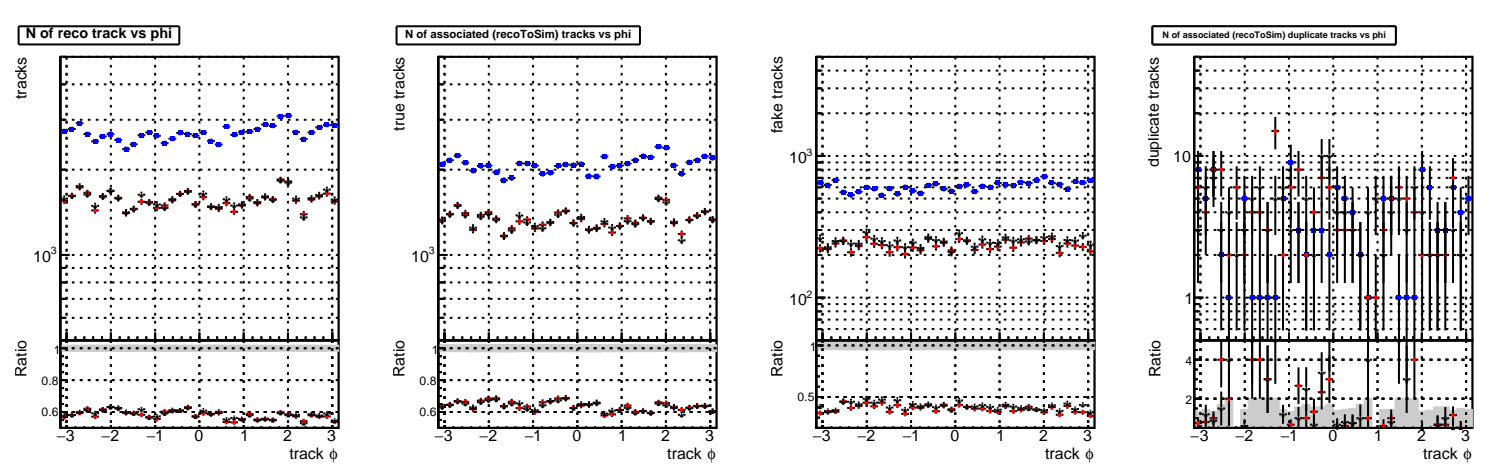 N of reco track vs phi
tracks
10³
Ratio
1
0.8
0.6
−3 −2 −1 0 1 2 3
track ϕ
N of associated (recoToSim) tracks vs phi
true tracks
10³
Ratio
1
0.8
0.6
−3 −2 −1 0 1 2 3
track ϕ
fake tracks
10³
10²
Ratio
1
0.5
−3 −2 −1 0 1 2 3
track ϕ
N of associated (recoToSim) duplicate tracks vs phi
duplicate tracks
10
1
Ratio
4
2
−3 −2 −1 0 1 2 3
track ϕ